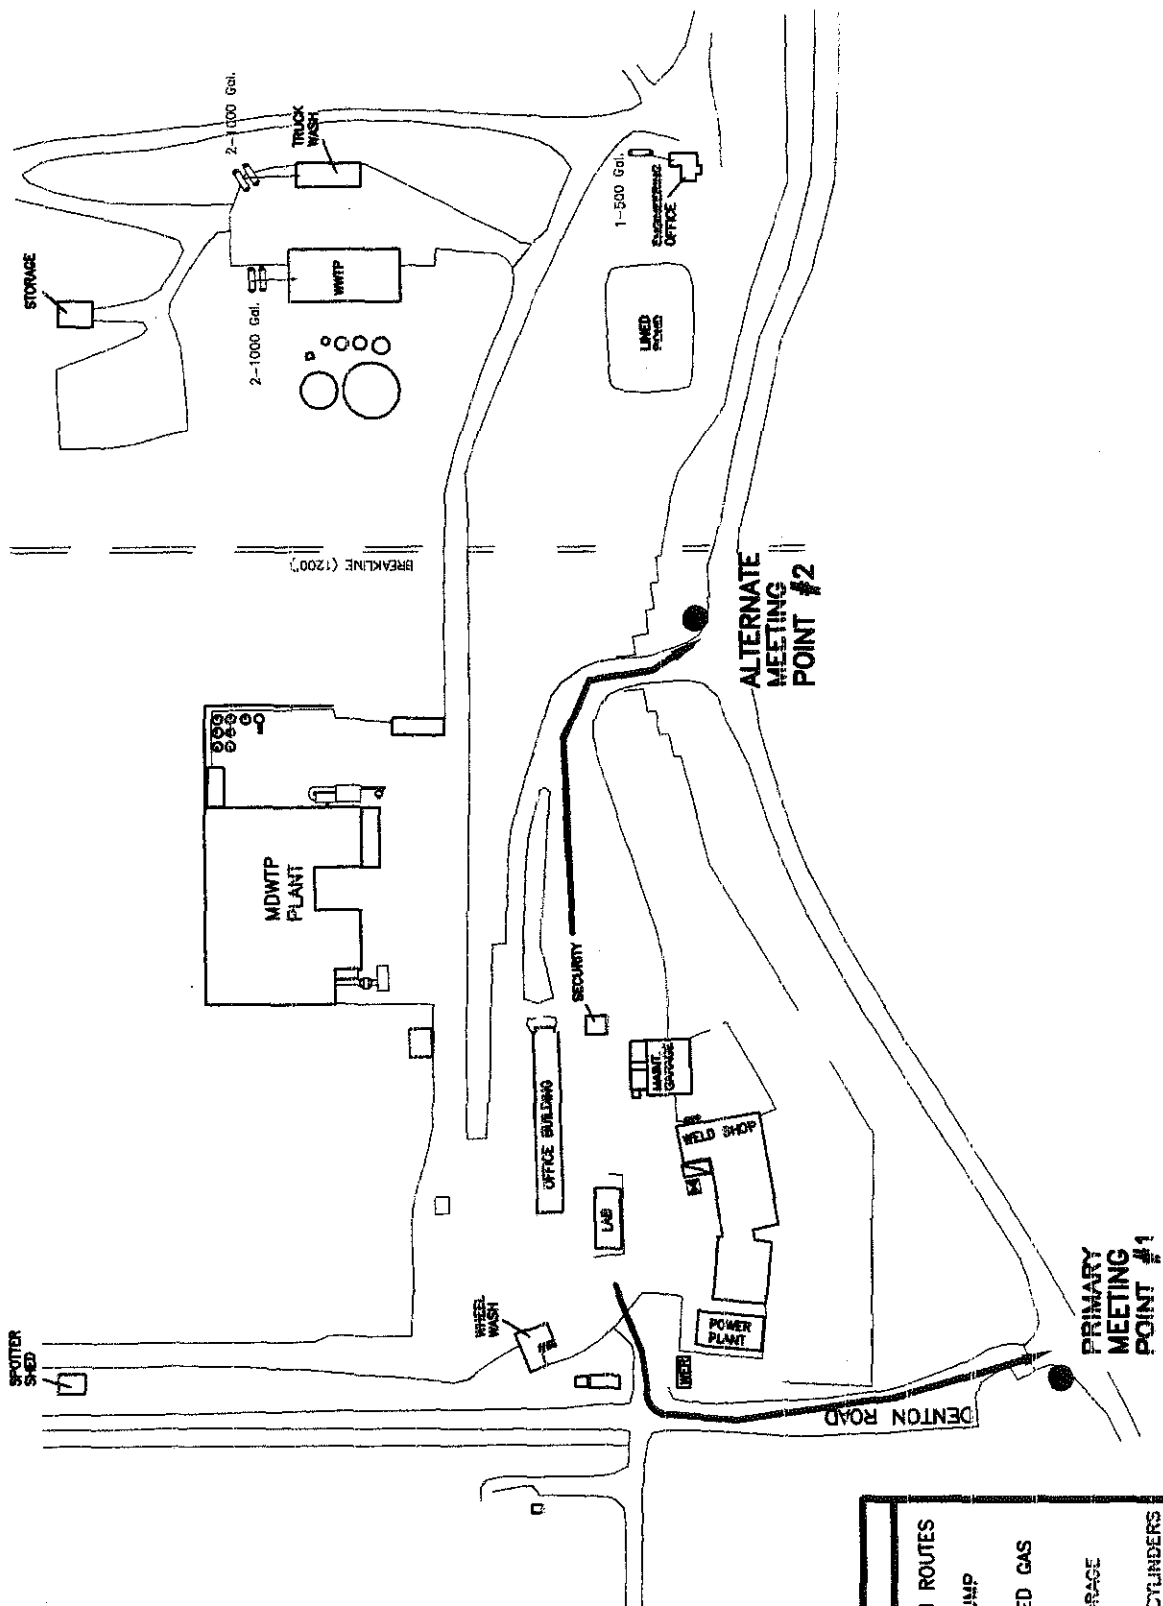 STORAGE
2-1000 Gal.
TRUCK
WASH
2-1000 Gal.
WWTP
1-500 Gal.
ENGINEERING
OFFICE
LINED
POND
BREAKLINE (1200')
ALTERNATE
MEETING
POINT #2
MDWTP
PLANT
SECURITY
OFFICE BUILDING
MAINT.
GARAGE
WELD SHOP
LAB
WHEEL
WASH
POWER
PLANT
SPOTTER
SHED
DENTON ROAD
PRIMARY
MEETING
POINT #1
ROUTES
ED GAS
RAGE
CYLINDERS